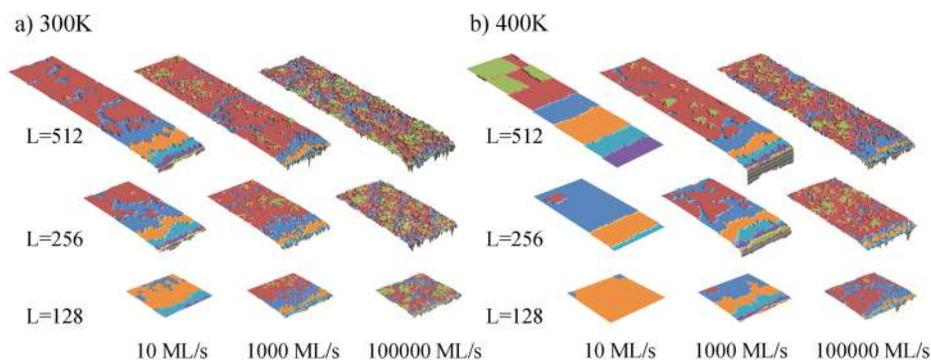 a) 300K
b) 400K
L=512
L=512
L=256
L=256
L=128
L=128
10 ML/s 1000 ML/s 100000 ML/s
10 ML/s 1000 ML/s 100000 ML/s